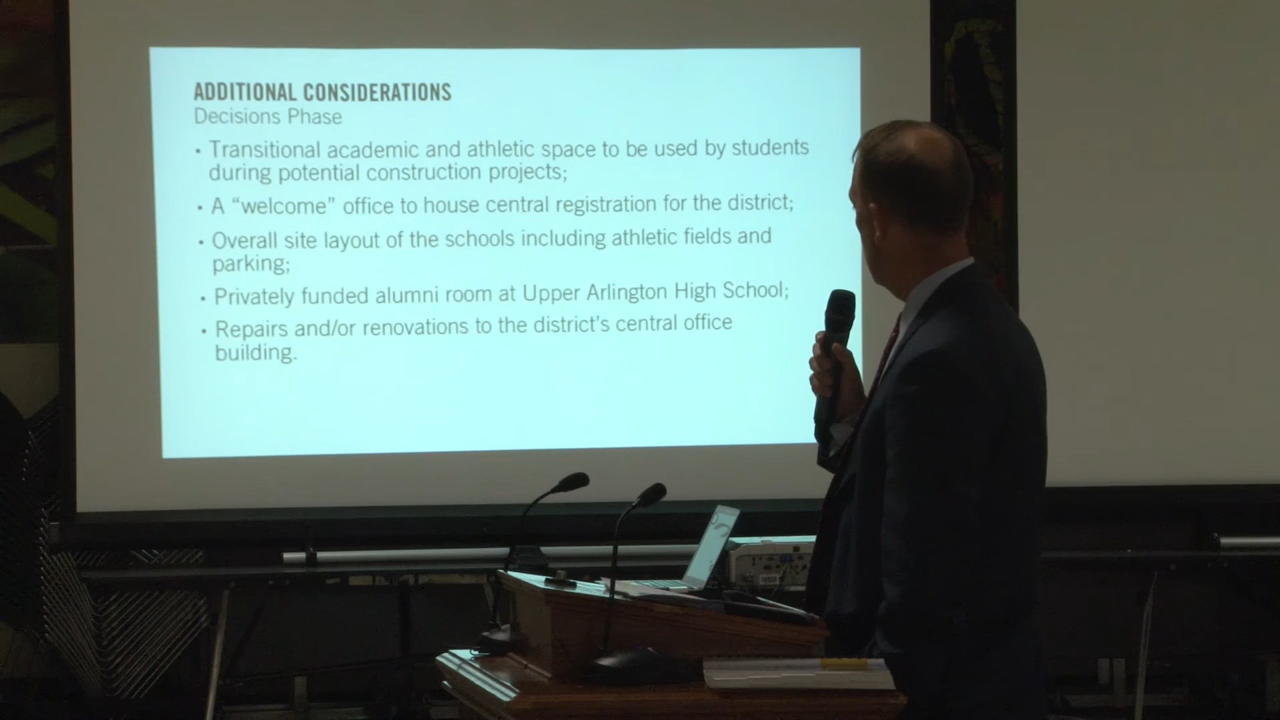 ADDITIONAL CONSIDERATIONS
Decisions Phase
• Transitional academic and athletic space to be used by students
during potential construction projects;
• A “welcome” office to house central registration for the district;
• Overall site layout of the schools including athletic fields and
parking;
• Privately funded alumni room at Upper Arlington High School;
• Repairs and/or renovations to the district’s central office
building.